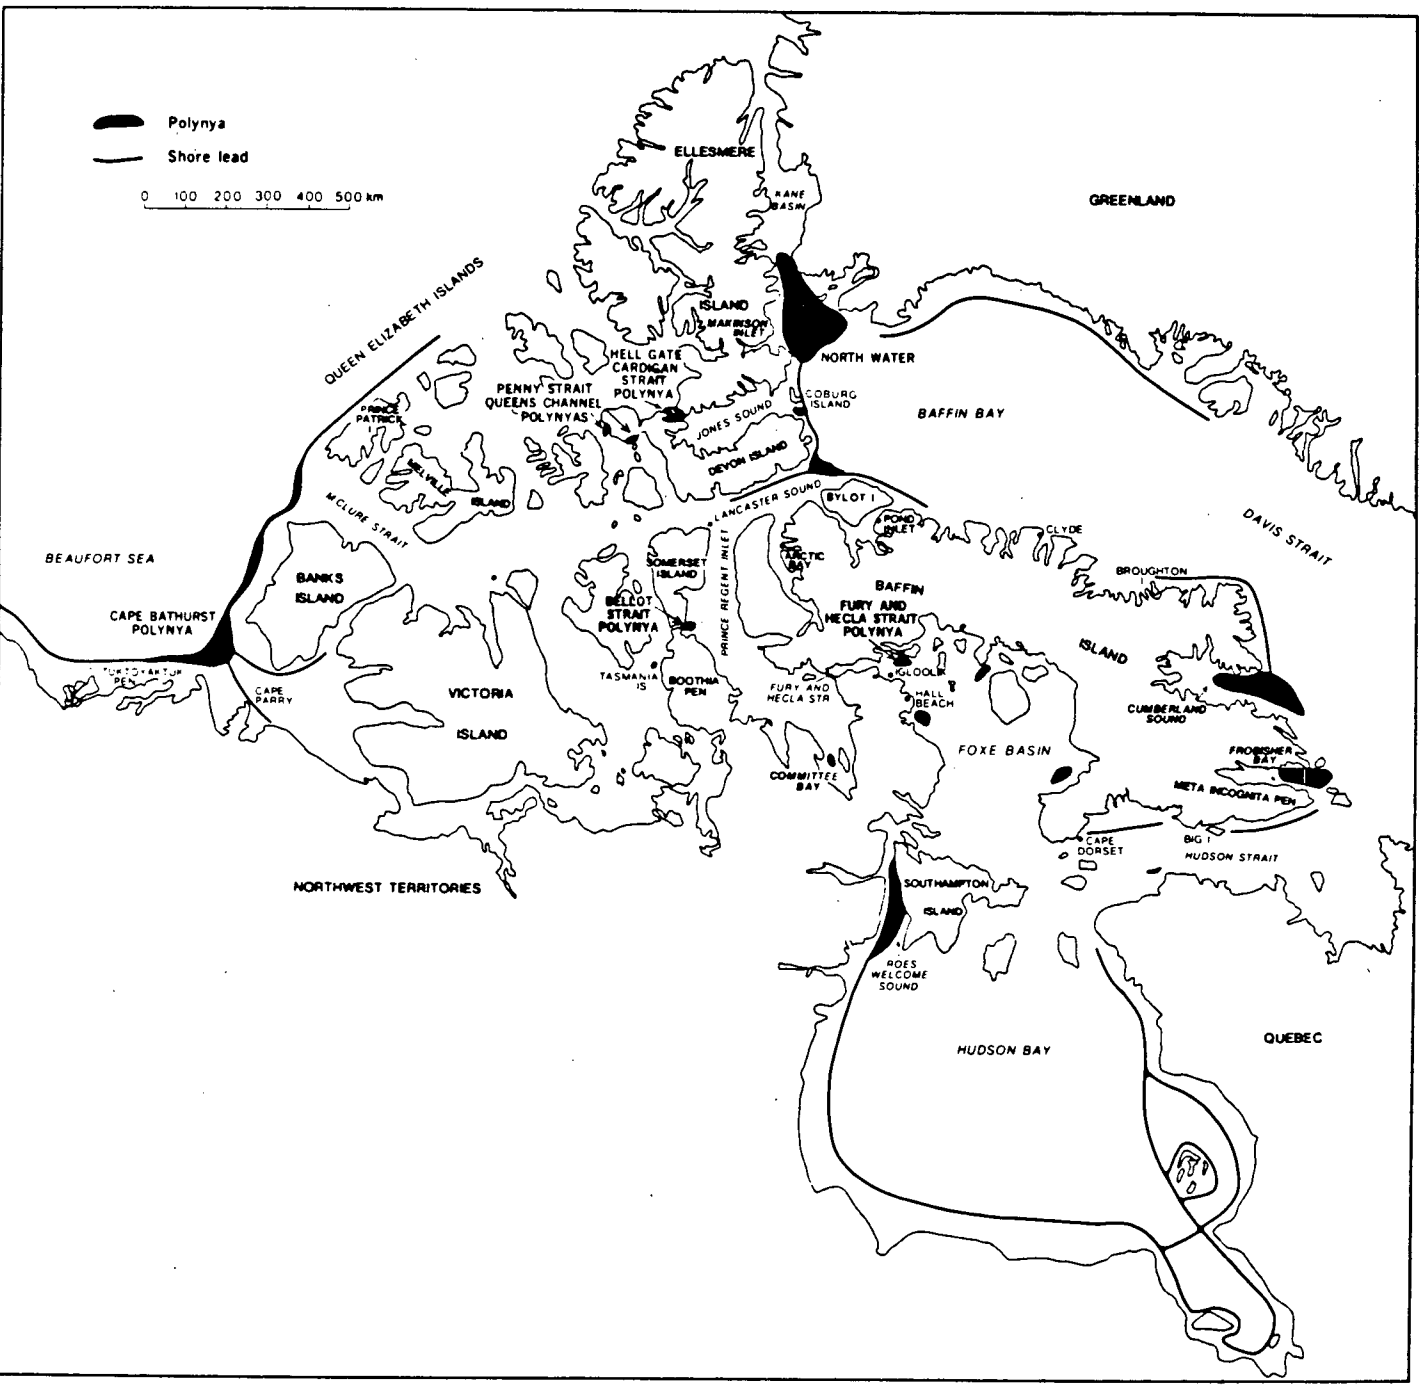 Polynya
Shore lead
0 100 200 300 400 500 km
ELLESMERE
KANE
BASIN
GREENLAND
QUEEN ELIZABETH ISLANDS
ISLAND
MAKINSON
INLET
NORTH WATER
HELL GATE
CARDIGAN
STRAIT
POLYNYA
PENNY STRAIT
QUEENS CHANNEL
POLYNYAS
COBURG
ISLAND
BAFFIN BAY
PRINCE
PATRICK
I
JONES SOUND
DEVON ISLAND
MELVILLE
ISLAND
LANCASTER SOUND
BYLOT I
M'CLURE STRAIT
POND
INLET
CLYDE
DAVIS STRAIT
BEAUFORT SEA
BANKS
ISLAND
SOMERSET
ISLAND
PRINCE REGENT INLET
ARCTIC
BAY
BROUGHTON
I
BAFFIN
CAPE BATHURST
POLYNYA
BELLOT
STRAIT
POLYNYA
FURY AND
HECLA STRAIT
POLYNYA
ISLAND
TUKTOYAKTUK
PEN
CAPE
PARRY
VICTORIA
ISLAND
TASMANIA
IS
BOOTHIA
PEN
FURY AND
HECLA STR
IGLOOLIK
HALL
BEACH
CUMBERLAND
SOUND
FOXE BASIN
FROBISHER
BAY
COMMITTEE
BAY
META INCOGNITA PEN
CAPE
DORSET
BIG I
HUDSON STRAIT
NORTHWEST TERRITORIES
SOUTHAMPTON
ISLAND
ROES
WELCOME
SOUND
HUDSON BAY
QUEBEC